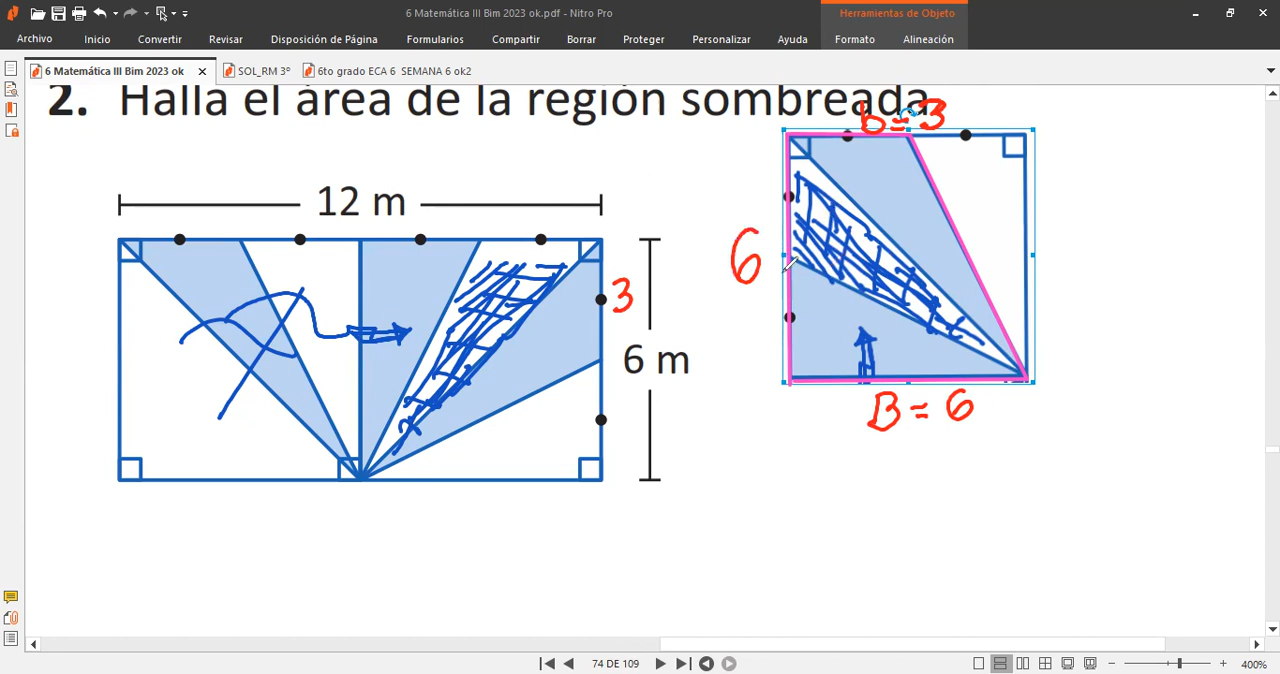 6 Matemática III Bim 2023 ok.pdf - Nitro Pro
Herramientas de Objeto
Archivo Inicio Convertir Revisar Disposición de Página Formularios Compartir Borrar Proteger Personalizar Ayuda Formato Alineación
6 Matemática III Bim 2023 ok SOL_RM 3° 6to grado ECA 6 SEMANA 6 ok2
2. Halla el área de la región sombreada
b = 3
12 m
6
3
6 m
B = 6
74 DE 109
400%